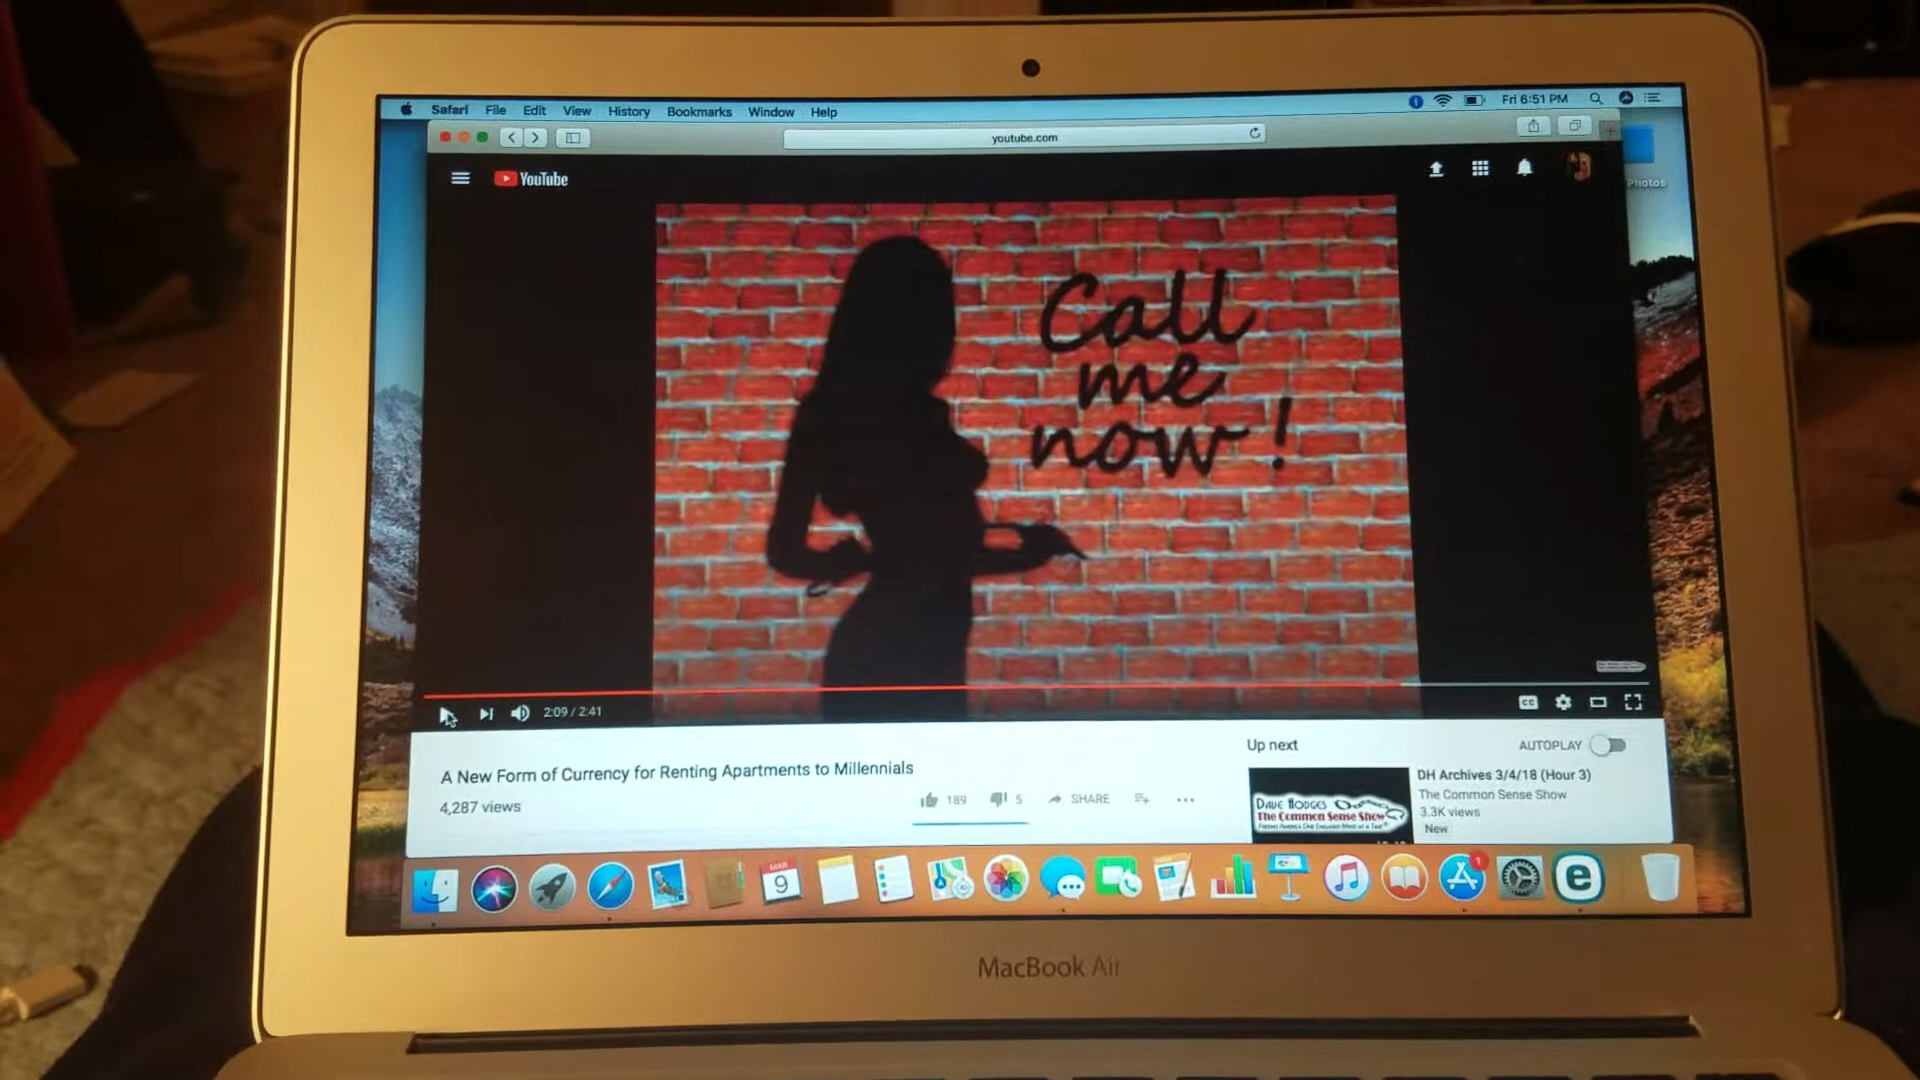 Safari File Edit View History Bookmarks Window Help Fri 6:51 PM
youtube.com
YouTube
Photos
Call
me
now!
2:09 / 2:41
CC
A New Form of Currency for Renting Apartments to Millennials
4,287 views
189 5 SHARE
Up next
AUTOPLAY
DAVE HODGES
The Common Sense Show
DH Archives 3/4/18 (Hour 3)
The Common Sense Show
3.3K views
New
MAR
9
1
e
MacBook Air